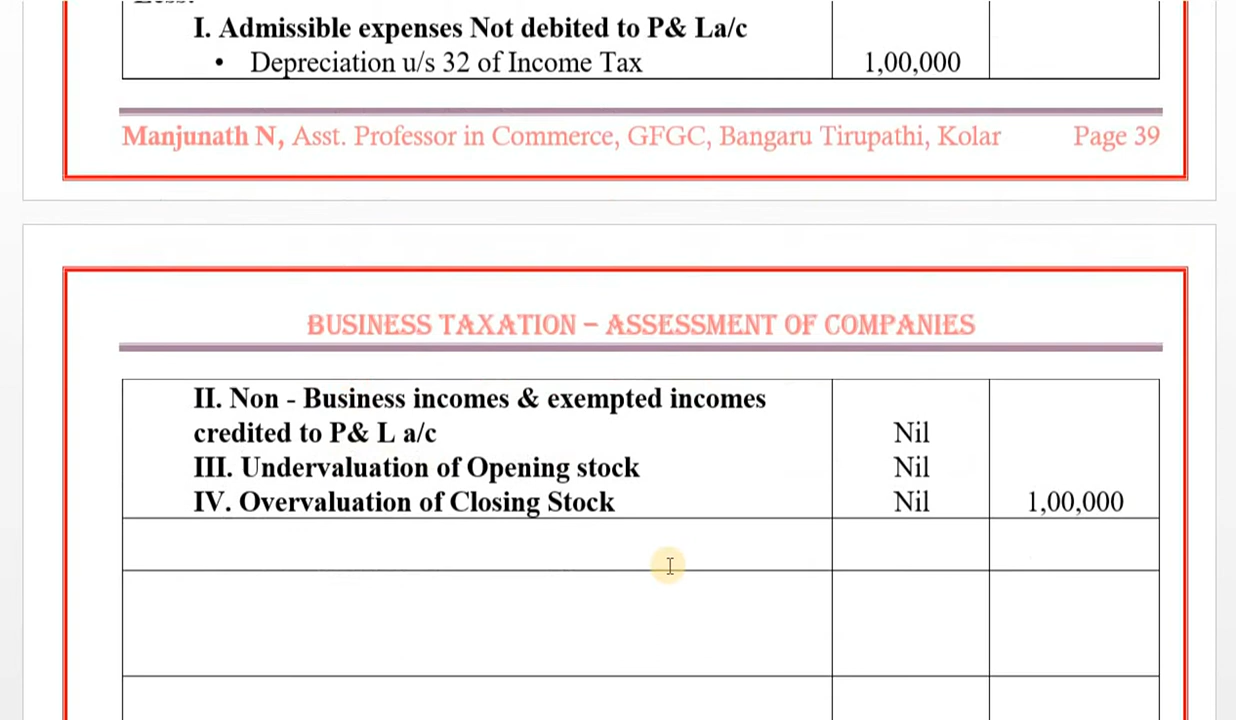 I. Admissible expenses Not debited to P& La/c
• Depreciation u/s 32 of Income Tax 1,00,000
Manjunath N, Asst. Professor in Commerce, GFGC, Bangaru Tirupathi, Kolar Page 39
BUSINESS TAXATION – ASSESSMENT OF COMPANIES
II. Non - Business incomes & exempted incomes
credited to P& L a/c Nil
III. Undervaluation of Opening stock Nil
IV. Overvaluation of Closing Stock Nil 1,00,000